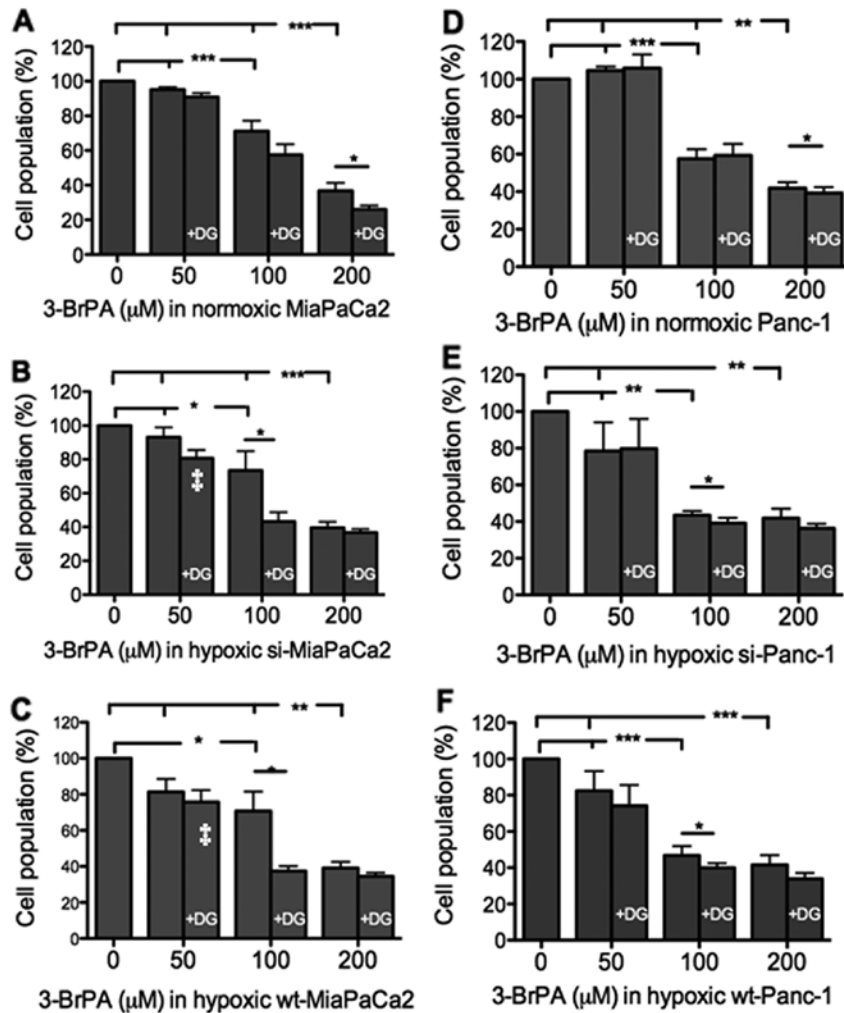 A
***
***
*
Cell population (%)
120
100
80
60
40
20
0
+DG
+DG
+DG
0 50 100 200
3-BrPA (μM) in normoxic MiaPaCa2
B
***
*
*
Cell population (%)
120
100
80
60
40
20
0
‡
+DG
+DG
+DG
0 50 100 200
3-BrPA (μM) in hypoxic si-MiaPaCa2
C
**
*
*
Cell population (%)
120
100
80
60
40
20
0
‡
+DG
+DG
+DG
0 50 100 200
3-BrPA (μM) in hypoxic wt-MiaPaCa2
D
**
***
*
Cell population (%)
120
100
80
60
40
20
0
+DG
+DG
+DG
0 50 100 200
3-BrPA (μM) in normoxic Panc-1
E
**
**
*
Cell population (%)
120
100
80
60
40
20
0
+DG
+DG
+DG
0 50 100 200
3-BrPA (μM) in hypoxic si-Panc-1
F
***
***
*
Cell population (%)
120
100
80
60
40
20
0
+DG
+DG
+DG
0 50 100 200
3-BrPA (μM) in hypoxic wt-Panc-1